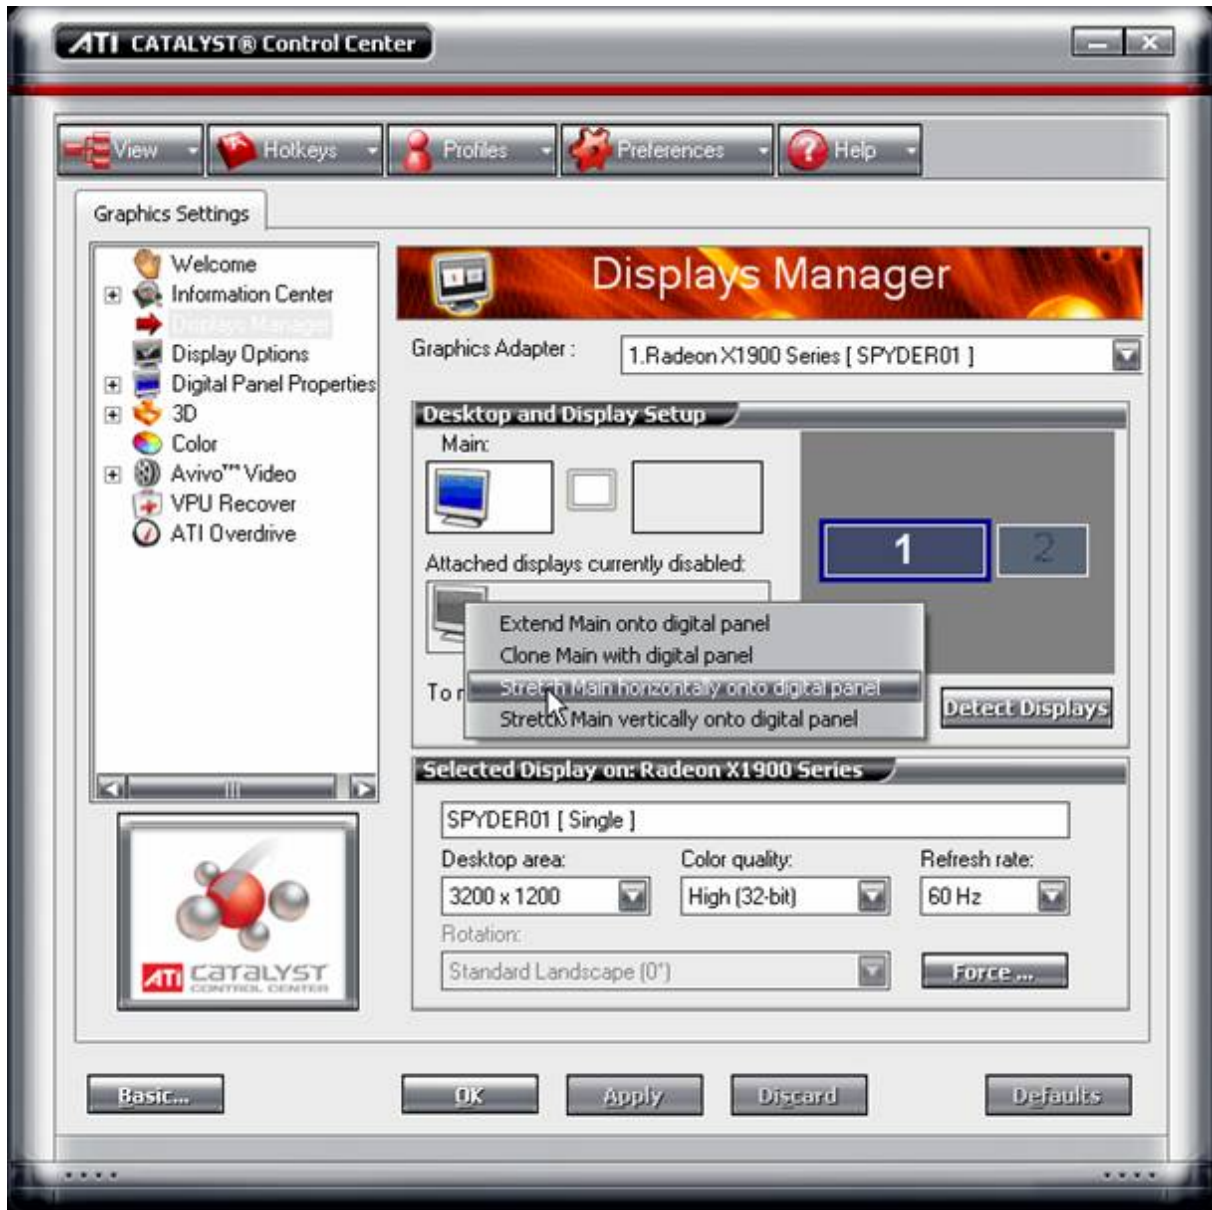 ATI CATALYST® Control Center
View
Hotkeys
Profiles
Preferences
Help
Graphics Settings
Welcome
Information Center
Displays Manager
Display Options
Digital Panel Properties
3D
Color
Avivo™ Video
VPU Recover
ATI Overdrive
ATI CATALYST
CONTROL CENTER
Displays Manager
Graphics Adapter :
1.Radeon X1900 Series [ SPYDER01 ]
Desktop and Display Setup
Main:
1
2
Attached displays currently disabled:
Extend Main onto digital panel
Clone Main with digital panel
Stretch Main horizontally onto digital panel
Stretch Main vertically onto digital panel
To r
Detect Displays
Selected Display on: Radeon X1900 Series
SPYDER01 [ Single ]
Desktop area:
Color quality:
Refresh rate:
3200 x 1200
High (32-bit)
60 Hz
Rotation:
Standard Landscape (0°)
Force ...
Basic...
OK
Apply
Discard
Defaults